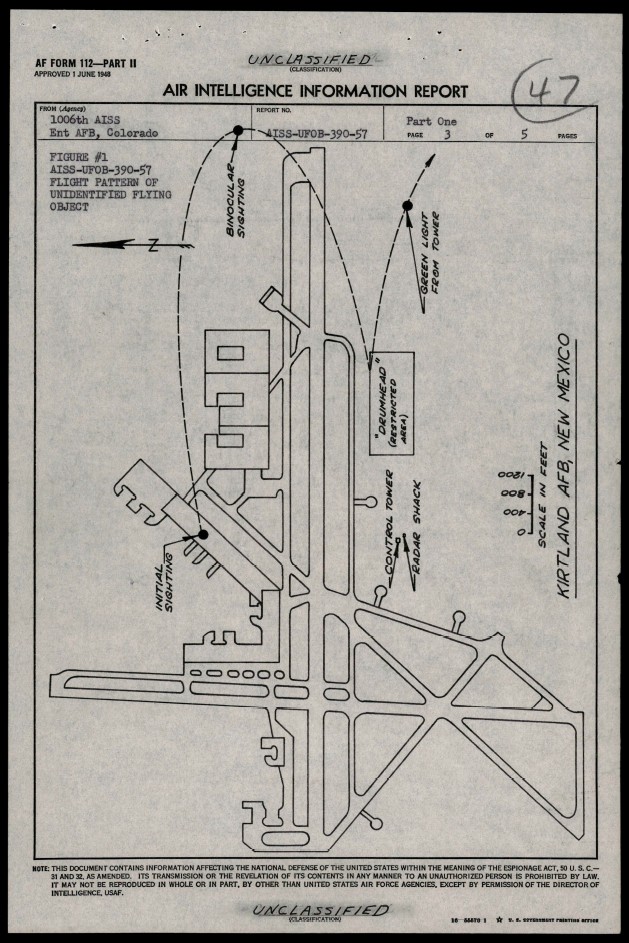 AF FORM 112—PART II
APPROVED 1 JUNE 1948
UNCLASSIFIED
(CLASSIFICATION)
AIR INTELLIGENCE INFORMATION REPORT
47
FROM (Agency)
1006th AISS
Ent AFB, Colorado
REPORT NO.
AISS-UFOB-390-57
Part One
PAGE 3 OF 5 PAGES
FIGURE #1
AISS-UFOB-390-57
FLIGHT PATTERN OF
UNIDENTIFIED FLYING
OBJECT
N
BINOCULAR
SIGHTING
GREEN LIGHT
FROM TOWER
"DRUMHEAD"
(RESTRICTED
AREA)
INITIAL
SIGHTING
CONTROL TOWER
RADAR SHACK
0 400 800 1200
SCALE IN FEET
KIRTLAND AFB, NEW MEXICO
NOTE: THIS DOCUMENT CONTAINS INFORMATION AFFECTING THE NATIONAL DEFENSE OF THE UNITED STATES WITHIN THE MEANING OF THE ESPIONAGE ACT, 50 U. S. C.—
31 AND 32, AS AMENDED. ITS TRANSMISSION OR THE REVELATION OF ITS CONTENTS IN ANY MANNER TO AN UNAUTHORIZED PERSON IS PROHIBITED BY LAW.
IT MAY NOT BE REPRODUCED IN WHOLE OR IN PART, BY OTHER THAN UNITED STATES AIR FORCE AGENCIES, EXCEPT BY PERMISSION OF THE DIRECTOR OF
INTELLIGENCE, USAF.
UNCLASSIFIED
(CLASSIFICATION)
U. S. GOVERNMENT PRINTING OFFICE